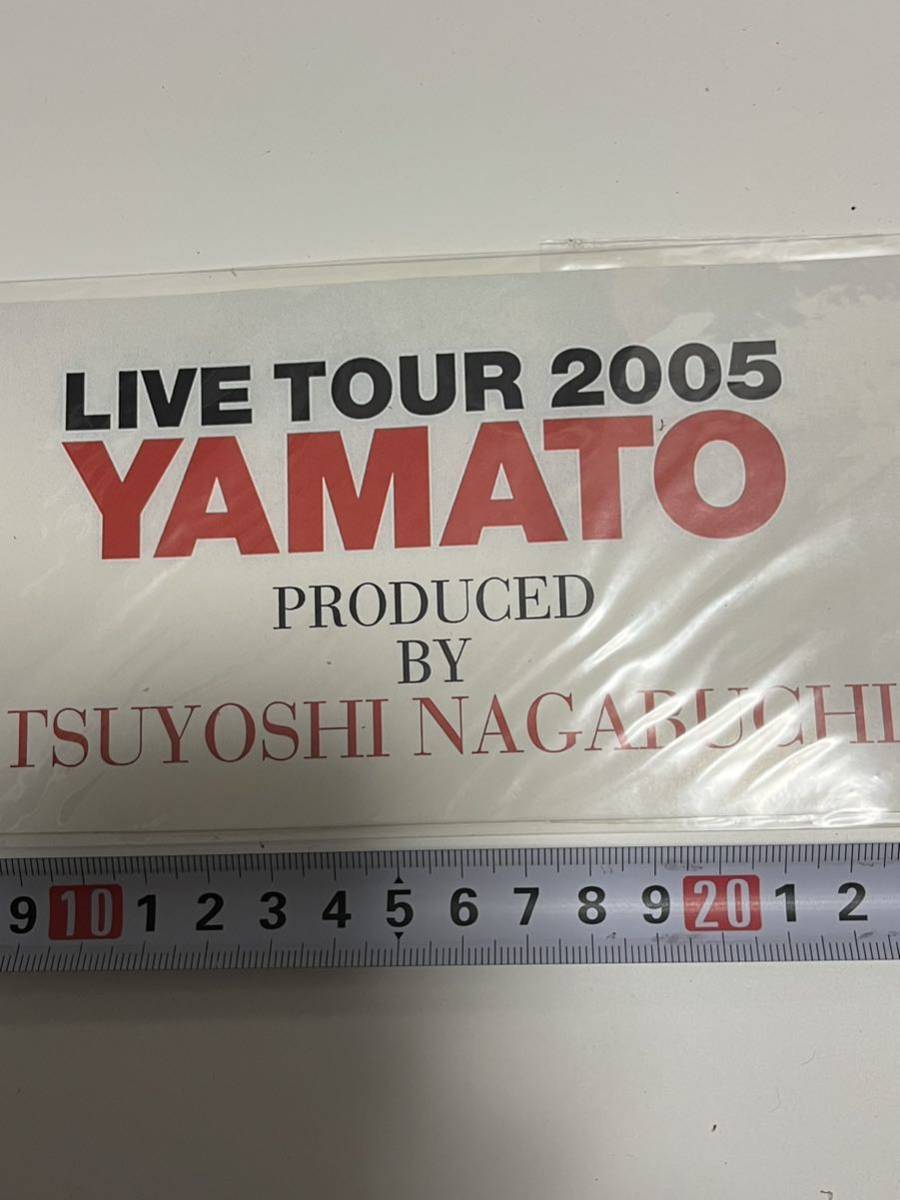 LIVE TOUR 2005
YAMATO
PRODUCED
BY
TSUYOSHI NAGABUCHI
9 10 1 2 3 4 5 6 7 8 9 20 1 2